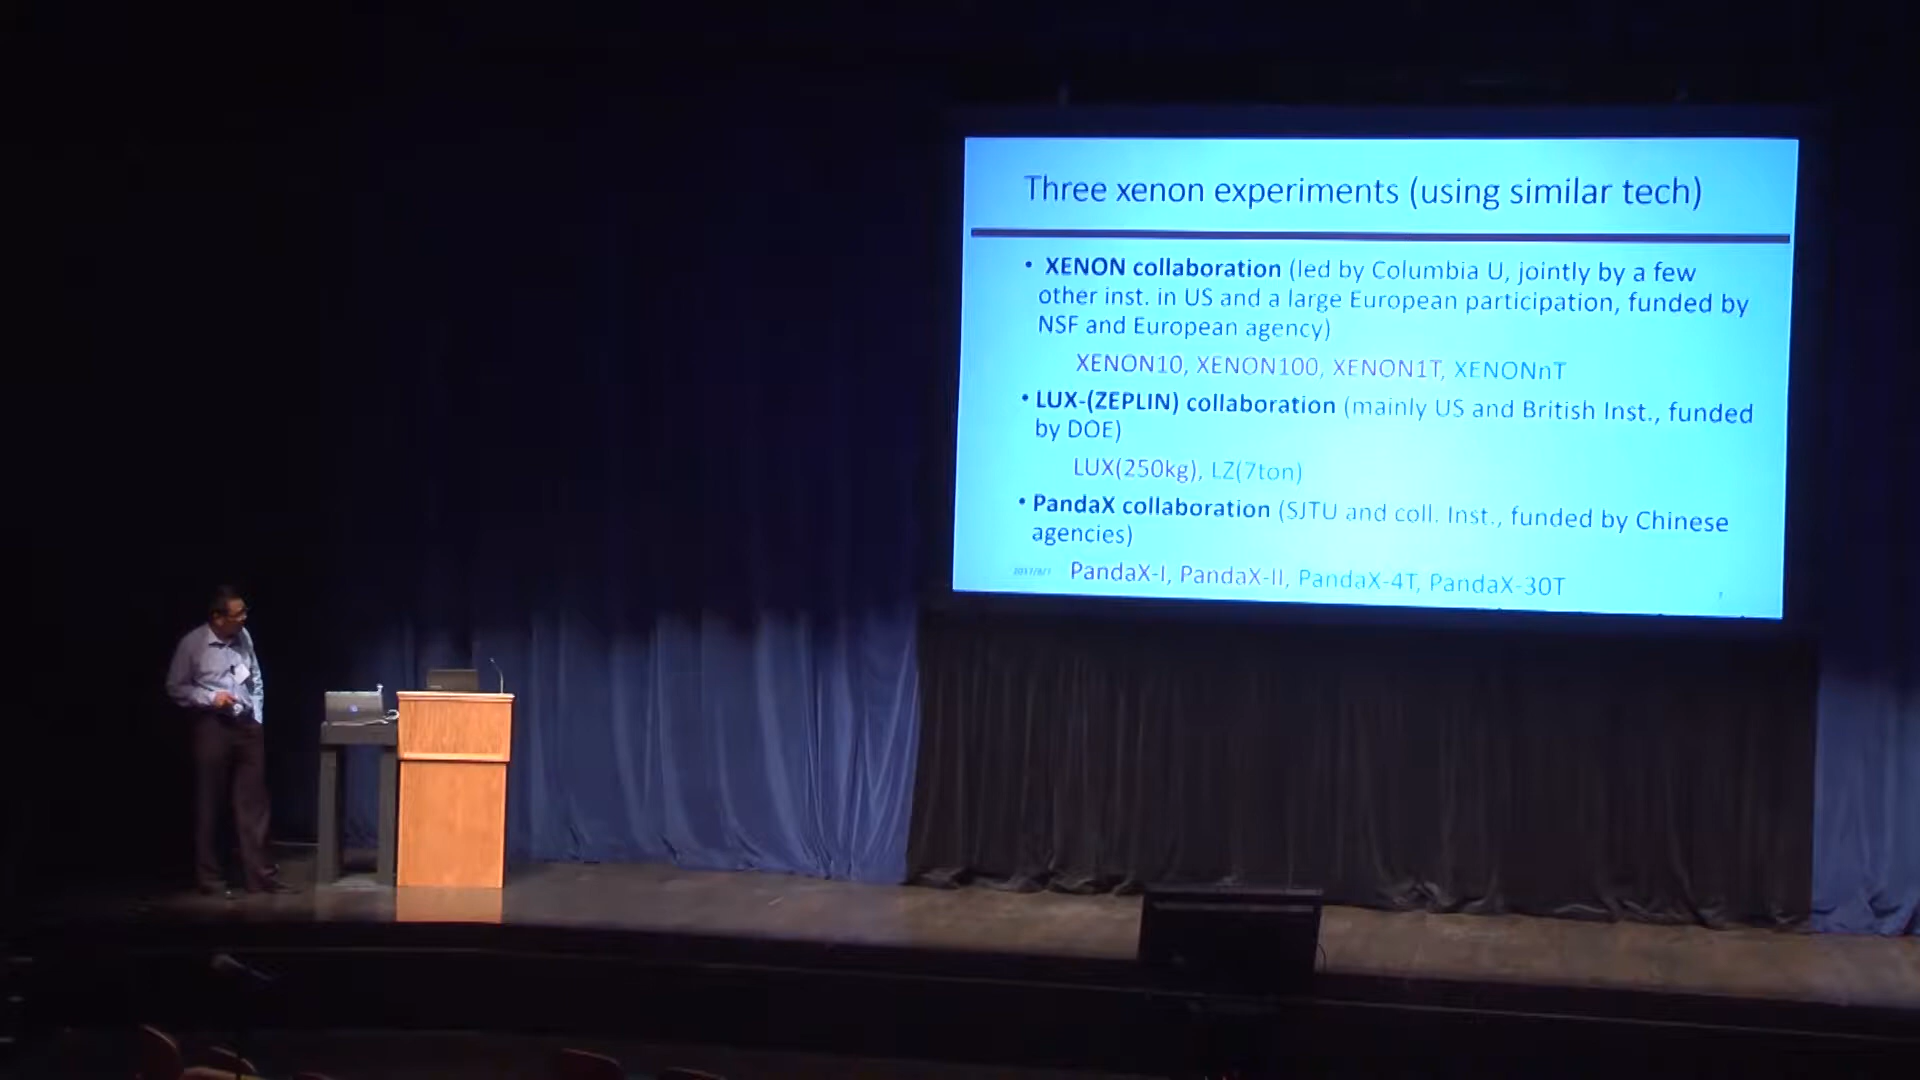 Three xenon experiments (using similar tech)
• XENON collaboration (led by Columbia U, jointly by a few
other inst. in US and a large European participation, funded by
NSF and European agency)
XENON10, XENON100, XENON1T, XENONnT
• LUX-(ZEPLIN) collaboration (mainly US and British Inst., funded
by DOE)
LUX(250kg), LZ(7ton)
• PandaX collaboration (SJTU and coll. Inst., funded by Chinese
agencies)
PandaX-I, PandaX-II, PandaX-4T, PandaX-30T